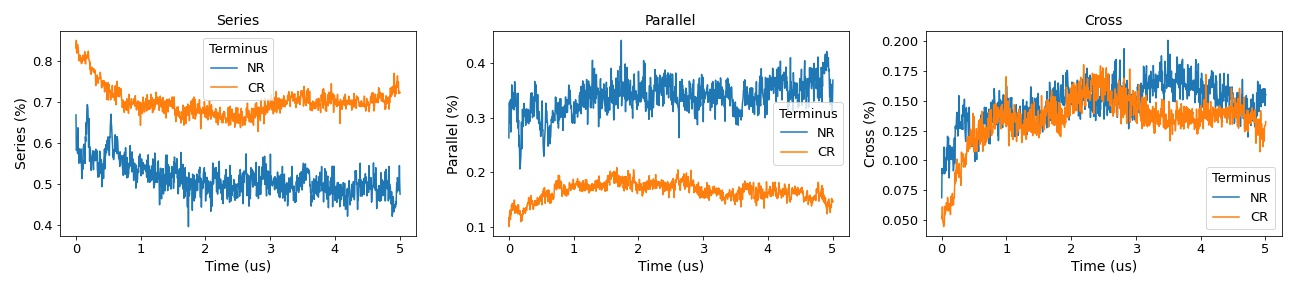 Series
Series (%)
0.8
0.7
0.6
0.5
0.4
Terminus
NR
CR
0 1 2 3 4 5
Time (us)
Parallel
Parallel (%)
0.4
0.3
0.2
0.1
Terminus
NR
CR
0 1 2 3 4 5
Time (us)
Cross
Cross (%)
0.200
0.175
0.150
0.125
0.100
0.075
0.050
Terminus
NR
CR
0 1 2 3 4 5
Time (us)